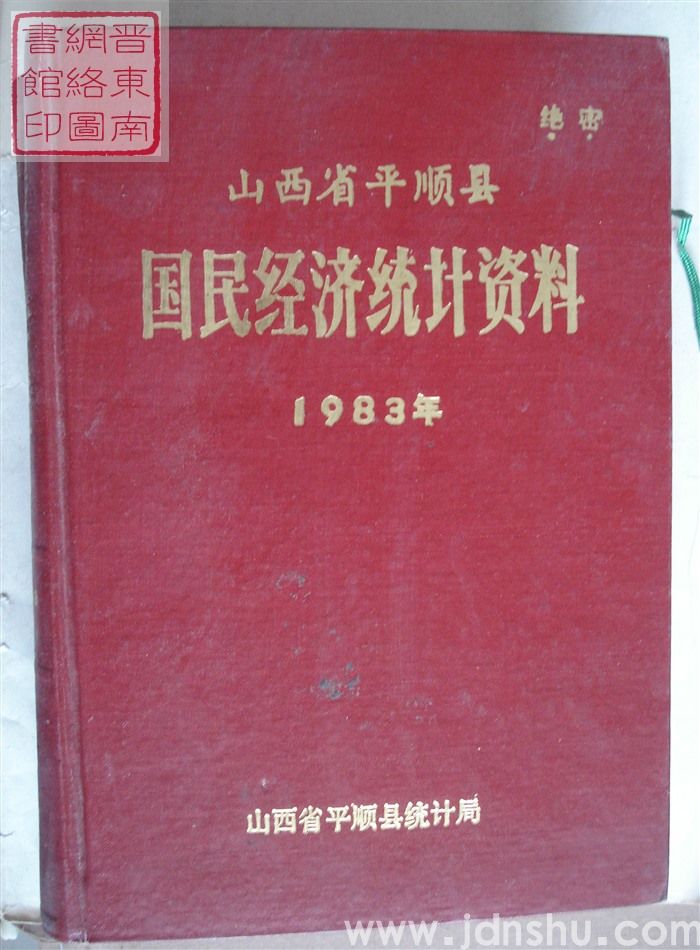 晋東南
網絡圖
書館印
绝密
山西省平顺县
国民经济统计资料
1983年
山西省平顺县统计局
www.jdnshu.com